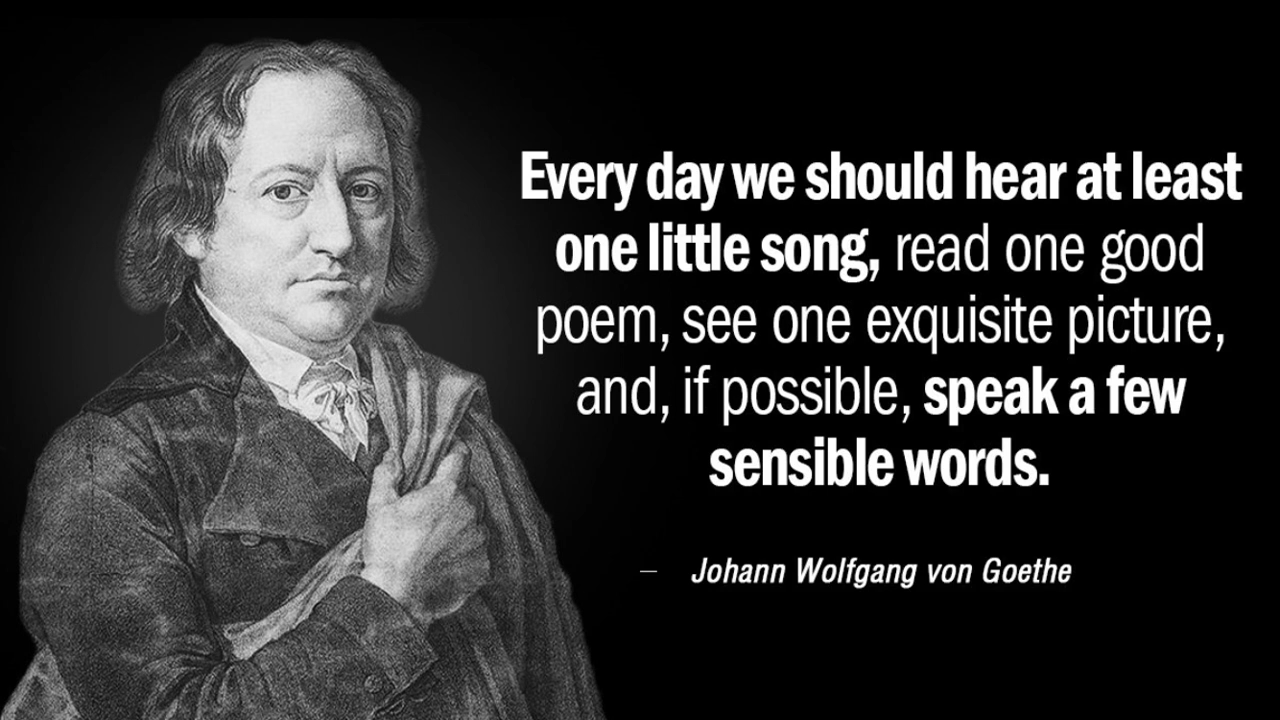 Every day we should hear at least
one little song, read one good
poem, see one exquisite picture,
and, if possible, speak a few
sensible words.
— Johann Wolfgang von Goethe